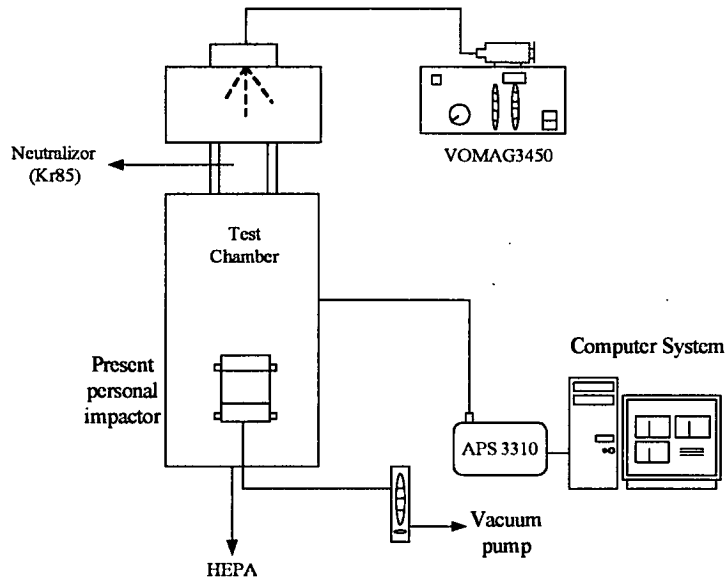 VOMAG3450
Neutralizor
(Kr85)
Test
Chamber
Present
personal
impactor
Computer System
APS 3310
Vacuum
pump
HEPA